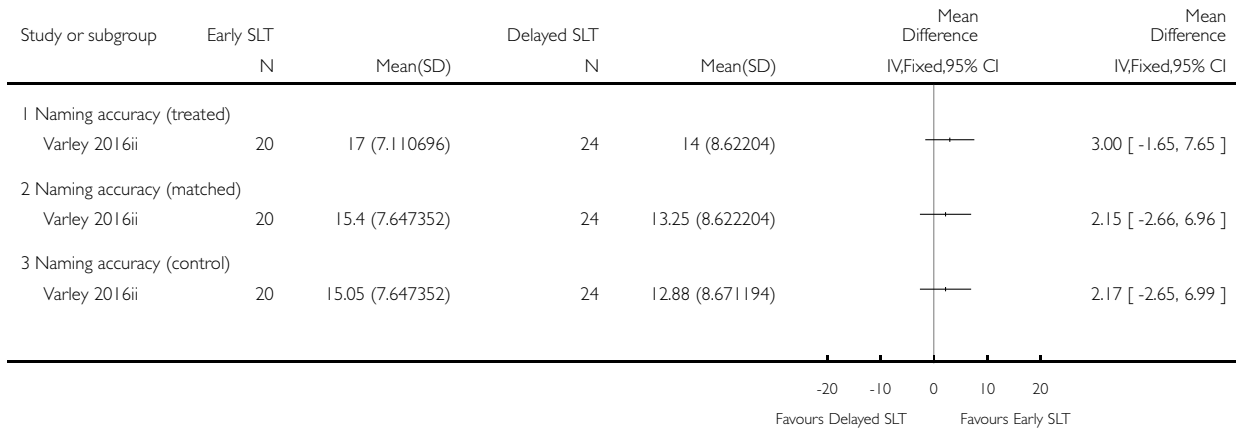 Study or subgroup Early SLT Delayed SLT Mean Difference Mean Difference
N Mean(SD) N Mean(SD) IV,Fixed,95% CI IV,Fixed,95% CI
1 Naming accuracy (treated)
Varley 2016ii 20 17 (7.110696) 24 14 (8.62204) 3.00 [ -1.65, 7.65 ]
2 Naming accuracy (matched)
Varley 2016ii 20 15.4 (7.647352) 24 13.25 (8.622204) 2.15 [ -2.66, 6.96 ]
3 Naming accuracy (control)
Varley 2016ii 20 15.05 (7.647352) 24 12.88 (8.671194) 2.17 [ -2.65, 6.99 ]
-20 -10 0 10 20
Favours Delayed SLT Favours Early SLT